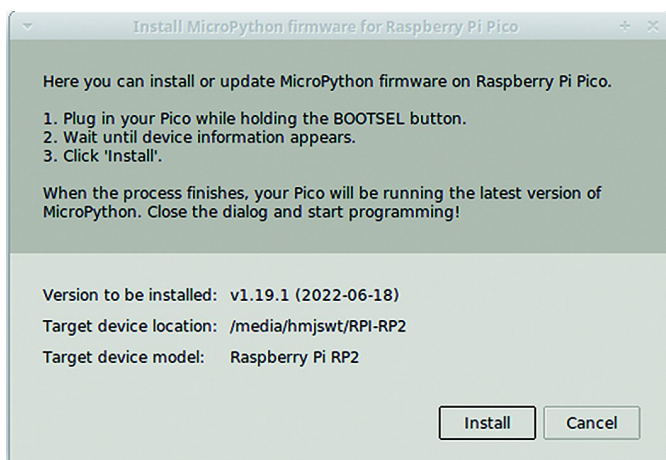 Install MicroPython firmware for Raspberry Pi Pico
Here you can install or update MicroPython firmware on Raspberry Pi Pico.
1. Plug in your Pico while holding the BOOTSEL button.
2. Wait until device information appears.
3. Click 'Install'.
When the process finishes, your Pico will be running the latest version of
MicroPython. Close the dialog and start programming!
Version to be installed: v1.19.1 (2022-06-18)
Target device location: /media/hmjswt/RPI-RP2
Target device model: Raspberry Pi RP2
Install Cancel